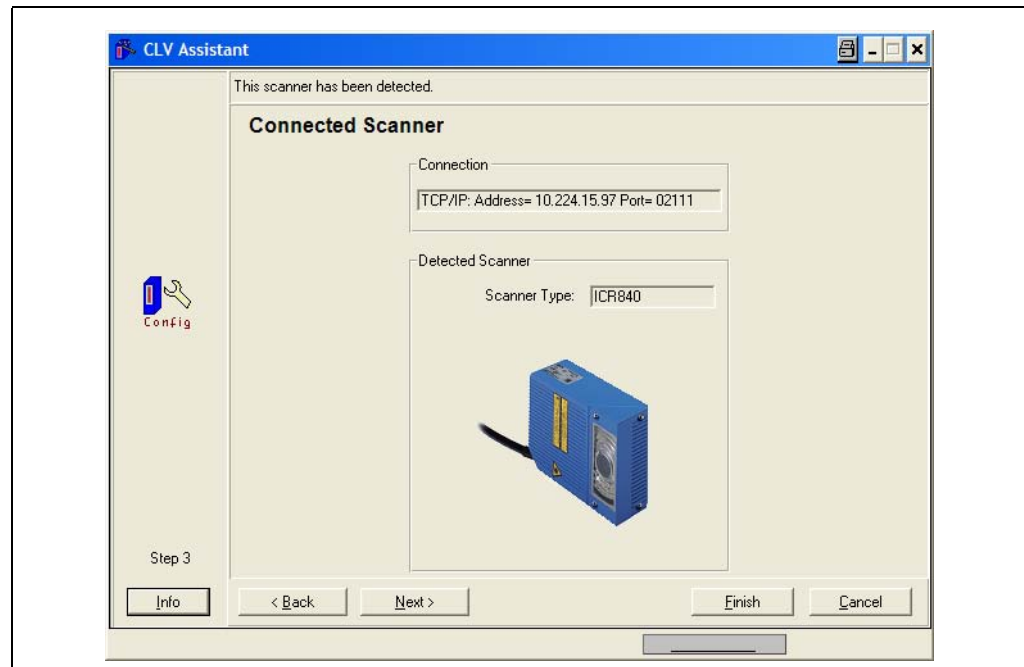 CLV Assistant
This scanner has been detected.
Connected Scanner
Connection
TCP/IP: Address= 10.224.15.97 Port= 02111
Detected Scanner
Scanner Type: ICR840
Config
Step 3
Info
< Back
Next >
Finish
Cancel